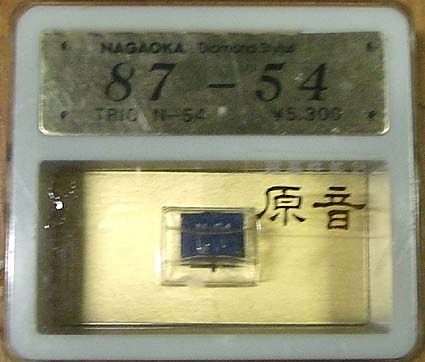 NAGAOKA Diamond Stylus
87-54
TRIO N-54 ¥5,300
原音